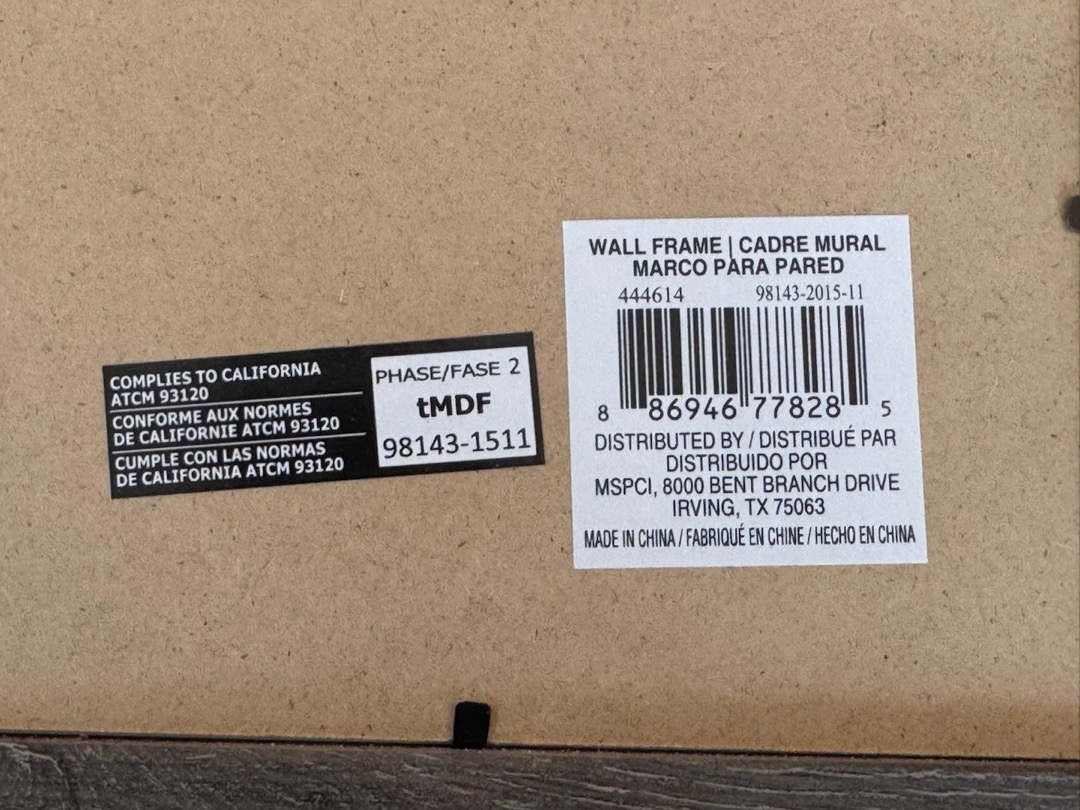 COMPLIES TO CALIFORNIA
ATCM 93120
CONFORME AUX NORMES
DE CALIFORNIE ATCM 93120
CUMPLE CON LAS NORMAS
DE CALIFORNIA ATCM 93120
PHASE/FASE 2
tMDF
98143-1511
WALL FRAME | CADRE MURAL
MARCO PARA PARED
444614 98143-2015-11
8 86946 77828 5
DISTRIBUTED BY / DISTRIBUÉ PAR
DISTRIBUIDO POR
MSPCI, 8000 BENT BRANCH DRIVE
IRVING, TX 75063
MADE IN CHINA / FABRIQUÉ EN CHINE / HECHO EN CHINA